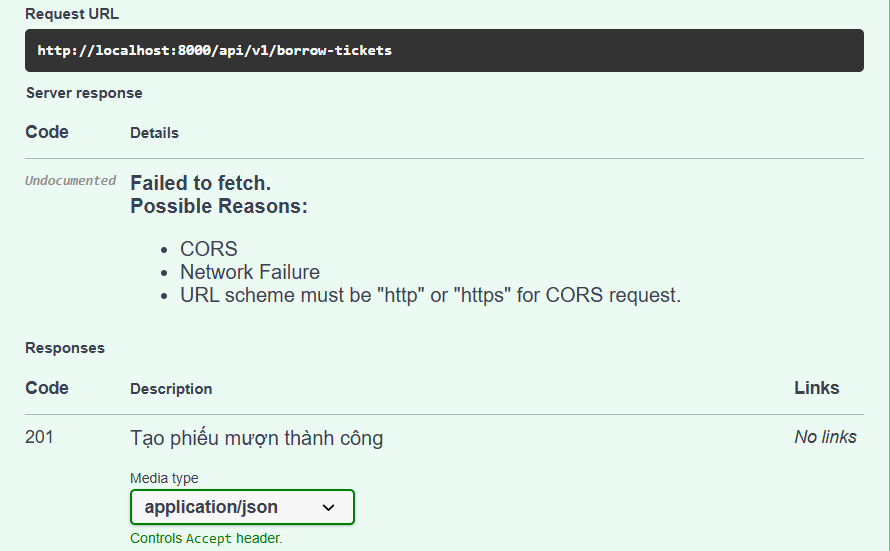 Request URL
http://localhost:8000/api/v1/borrow-tickets
Server response
Code Details
Undocumented Failed to fetch.
Possible Reasons:
• CORS
• Network Failure
• URL scheme must be "http" or "https" for CORS request.
Responses
Code Description Links
201 Tạo phiếu mượn thành công No links
Media type
application/json
Controls Accept header.